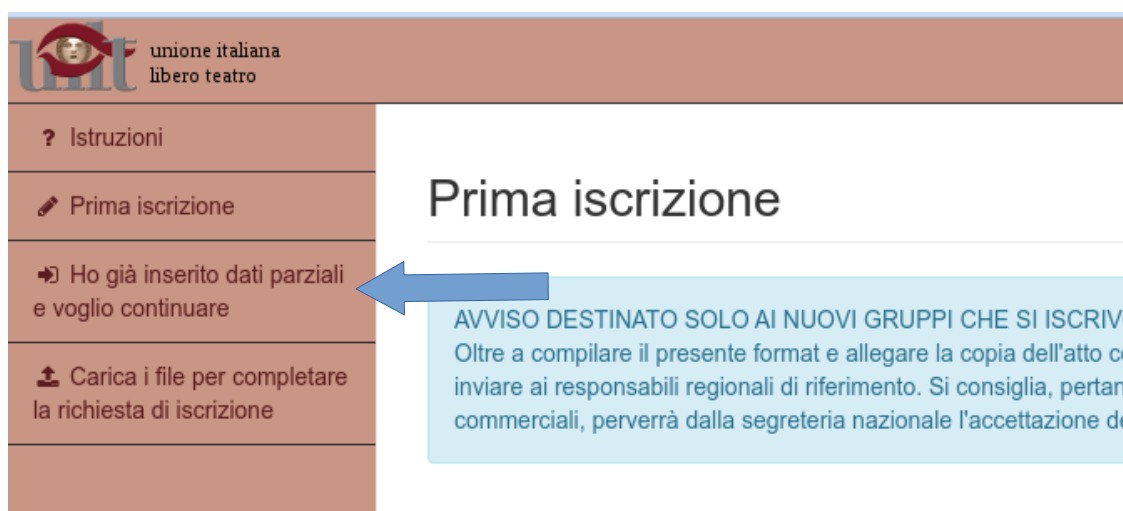 uilt
unione italiana
libero teatro
? Istruzioni
Prima iscrizione
Ho già inserito dati parziali
e voglio continuare
Carica i file per completare
la richiesta di iscrizione
Prima iscrizione
AVVISO DESTINATO SOLO AI NUOVI GRUPPI CHE SI
Oltre a compilare il presente format e allegare la copia dell'atto
inviare ai responsabili regionali di riferimento. Si consiglia,
commerciali, perverrà dalla segreteria nazionale l'accettazione